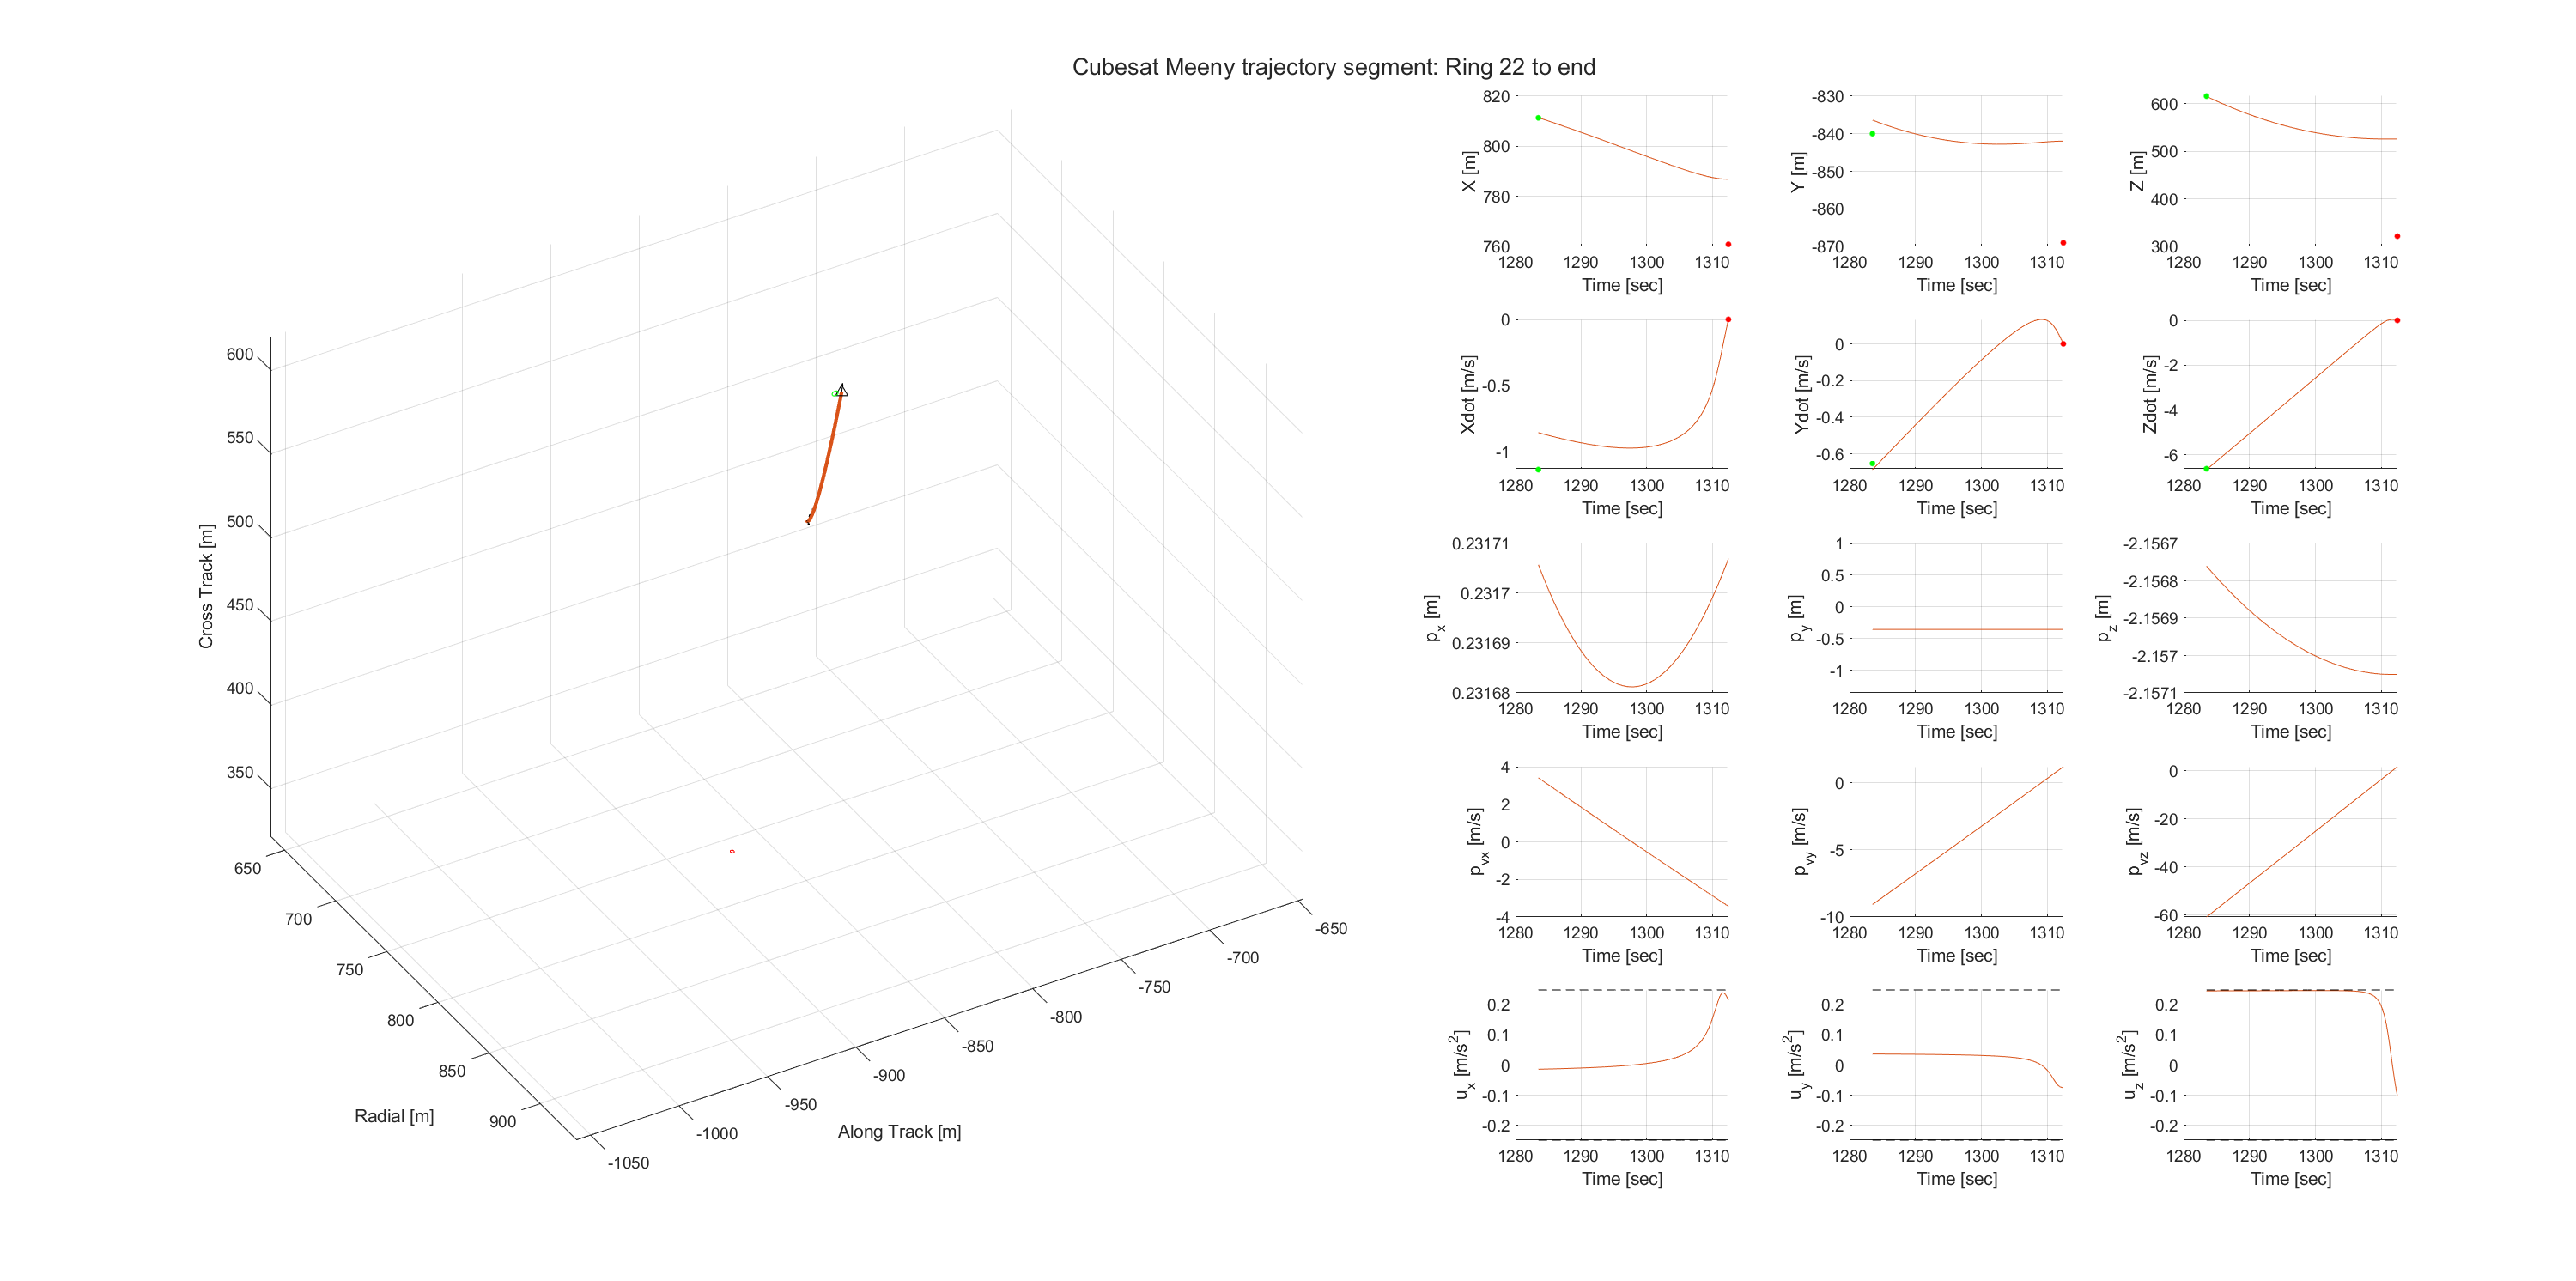 Cubesat Meeny trajectory segment: Ring 22 to end
600
550
500
450
400
350
Cross Track [m]
650
700
750
800
850
900
Radial [m]
-1050
-1000
-950
-900
-850
-800
-750
-700
-650
Along Track [m]
820
800
780
760
X [m]
1280 1290 1300 1310
Time [sec]
-830
-840
-850
-860
-870
Y [m]
1280 1290 1300 1310
Time [sec]
600
500
400
300
Z [m]
1280 1290 1300 1310
Time [sec]
0
-0.5
-1
Xdot [m/s]
1280 1290 1300 1310
Time [sec]
0
-0.2
-0.4
-0.6
Ydot [m/s]
1280 1290 1300 1310
Time [sec]
0
-2
-4
-6
Zdot [m/s]
1280 1290 1300 1310
Time [sec]
0.23171
0.2317
0.23169
0.23168
p_x [m]
1280 1290 1300 1310
Time [sec]
1
0.5
0
-0.5
-1
p_y [m]
1280 1290 1300 1310
Time [sec]
-2.1567
-2.1568
-2.1569
-2.157
-2.1571
p_z [m]
1280 1290 1300 1310
Time [sec]
4
2
0
-2
-4
p_vx [m/s]
1280 1290 1300 1310
Time [sec]
0
-5
-10
p_vy [m/s]
1280 1290 1300 1310
Time [sec]
0
-20
-40
-60
p_vz [m/s]
1280 1290 1300 1310
Time [sec]
0.2
0.1
0
-0.1
-0.2
u_x [m/s²]
1280 1290 1300 1310
Time [sec]
0.2
0.1
0
-0.1
-0.2
u_y [m/s²]
1280 1290 1300 1310
Time [sec]
0.2
0.1
0
-0.1
-0.2
u_z [m/s²]
1280 1290 1300 1310
Time [sec]